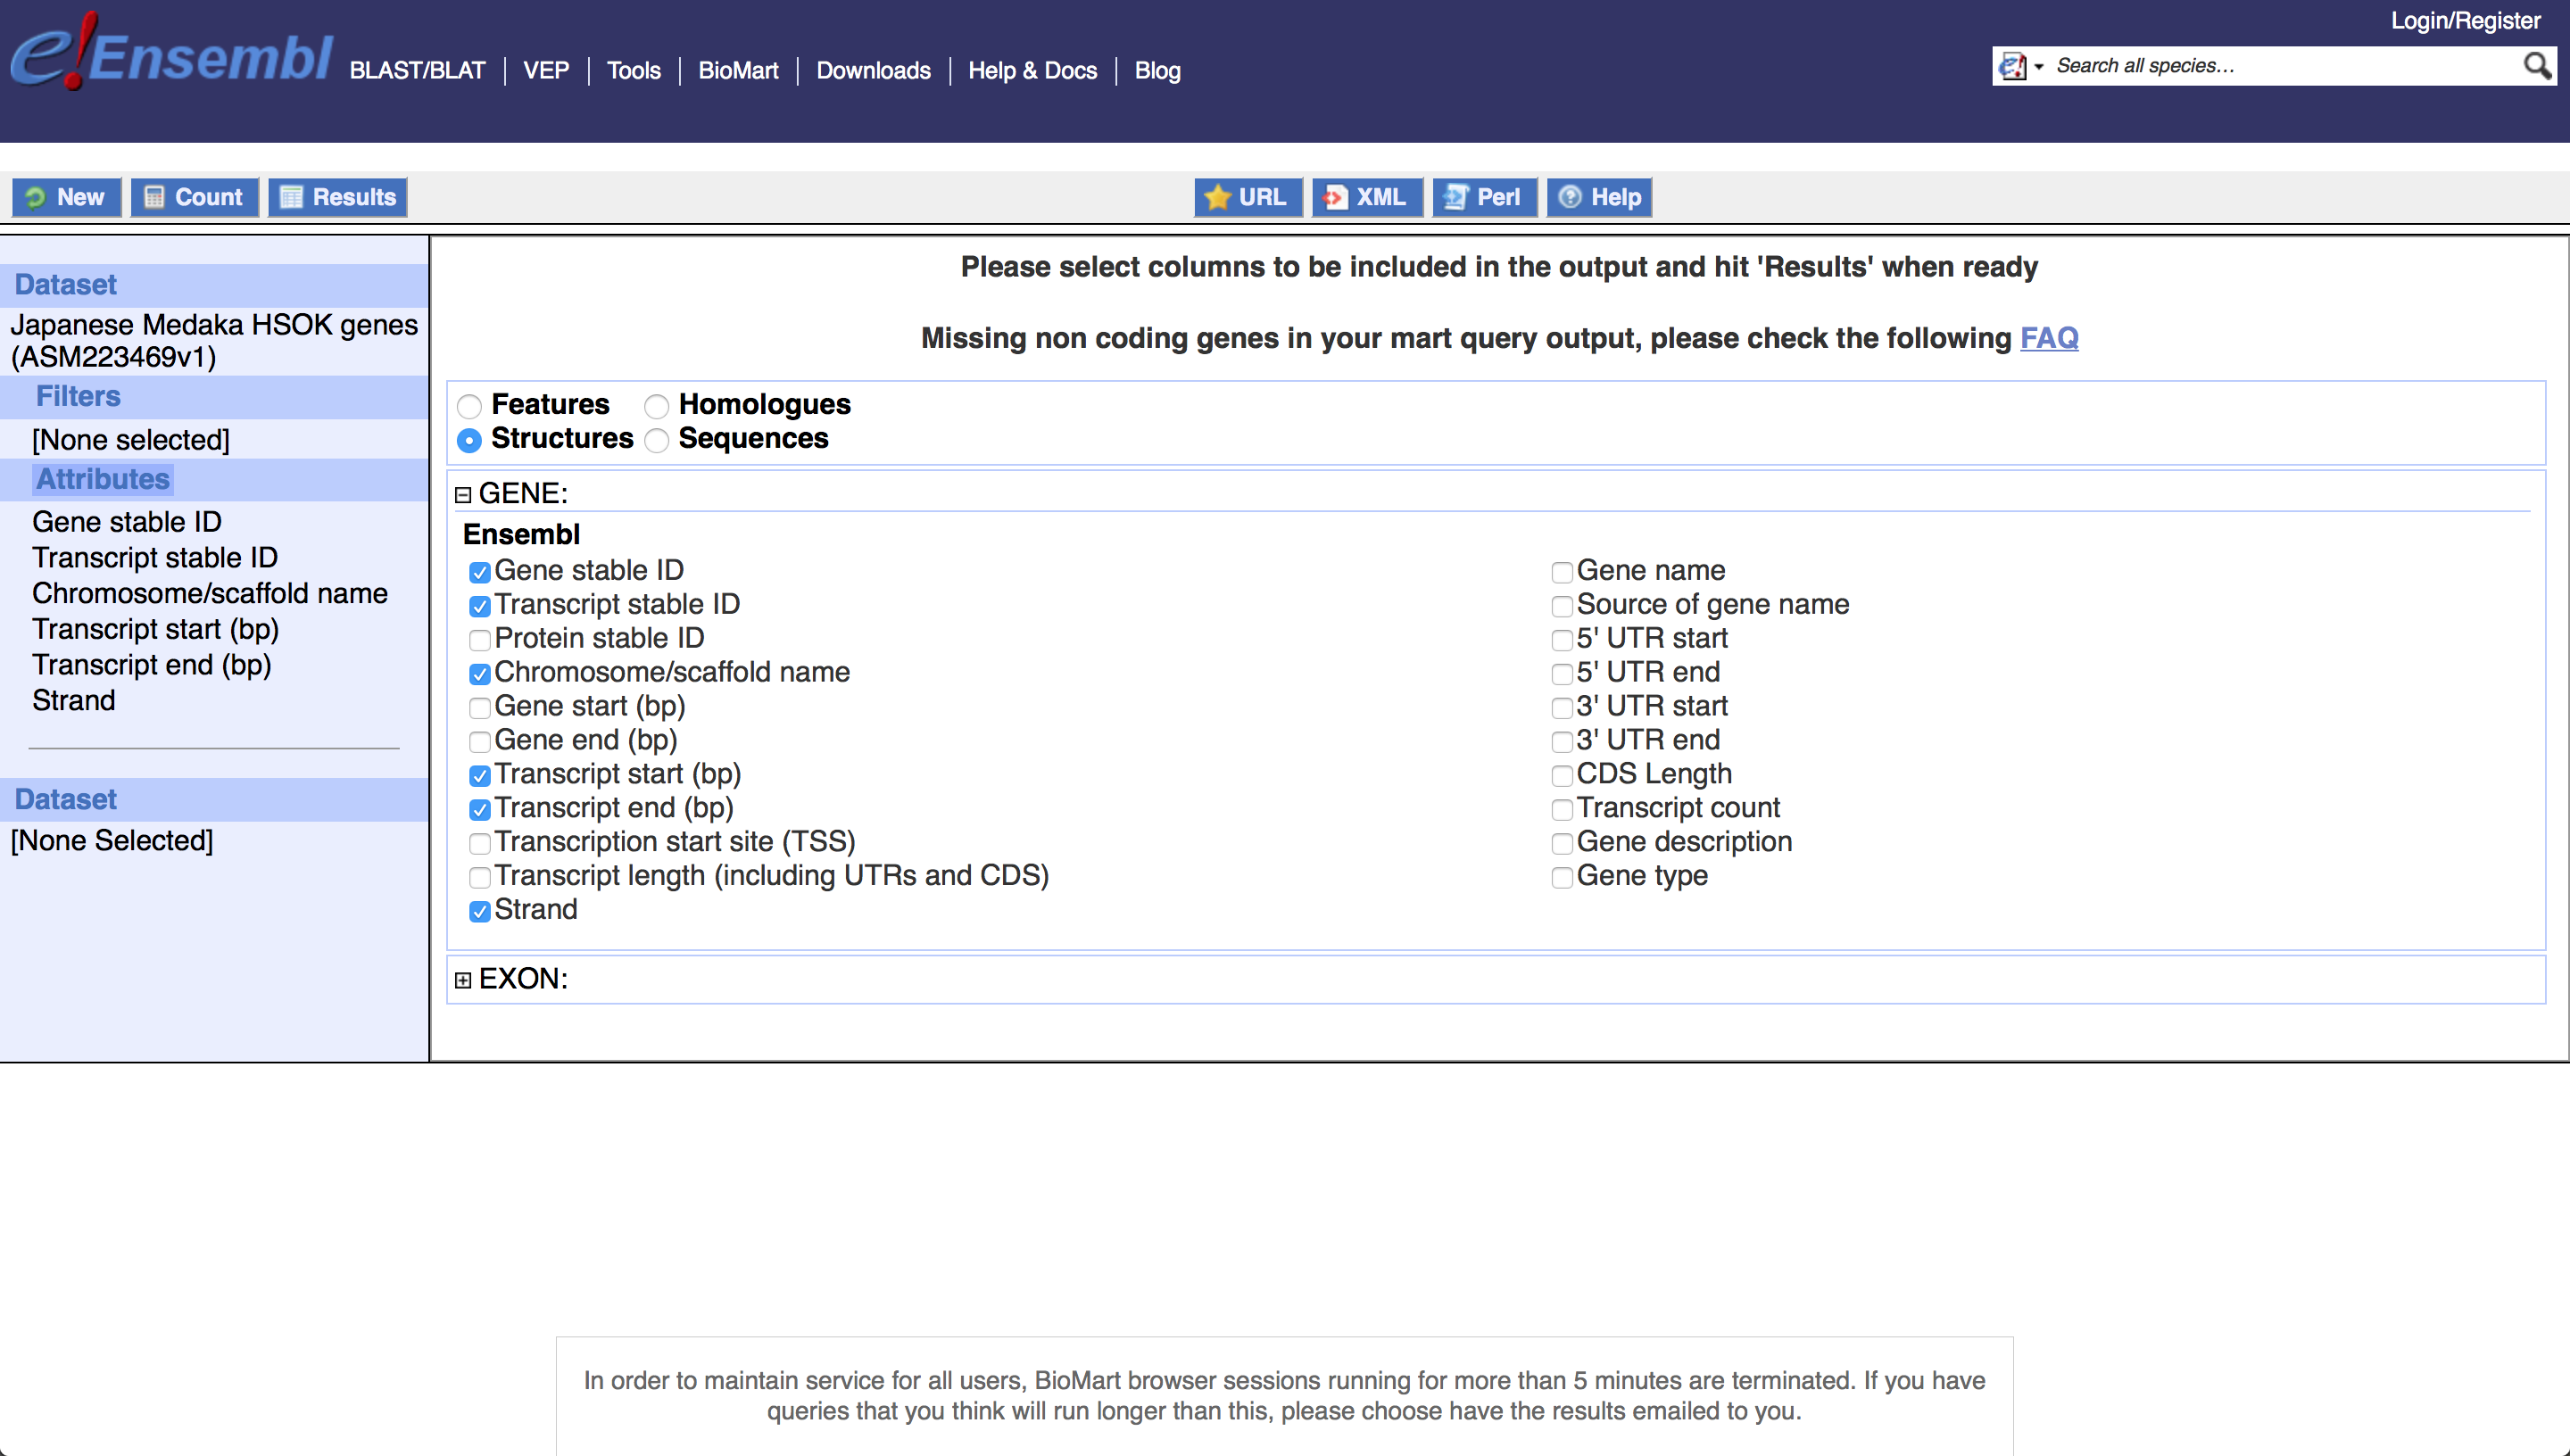 Login/Register
e!Ensembl BLAST/BLAT | VEP | Tools | BioMart | Downloads | Help & Docs | Blog
Search all species...
New Count Results URL XML Perl Help
Dataset
Japanese Medaka HSOK genes
(ASM223469v1)
Filters
[None selected]
Attributes
Gene stable ID
Transcript stable ID
Chromosome/scaffold name
Transcript start (bp)
Transcript end (bp)
Strand
Dataset
[None Selected]
Please select columns to be included in the output and hit 'Results' when ready
Missing non coding genes in your mart query output, please check the following FAQ
Features Homologues
Structures Sequences
GENE:
Ensembl
Gene stable ID
Transcript stable ID
Protein stable ID
Chromosome/scaffold name
Gene start (bp)
Gene end (bp)
Transcript start (bp)
Transcript end (bp)
Transcription start site (TSS)
Transcript length (including UTRs and CDS)
Strand
Gene name
Source of gene name
5' UTR start
5' UTR end
3' UTR start
3' UTR end
CDS Length
Transcript count
Gene description
Gene type
EXON:
In order to maintain service for all users, BioMart browser sessions running for more than 5 minutes are terminated. If you have
queries that you think will run longer than this, please choose have the results emailed to you.